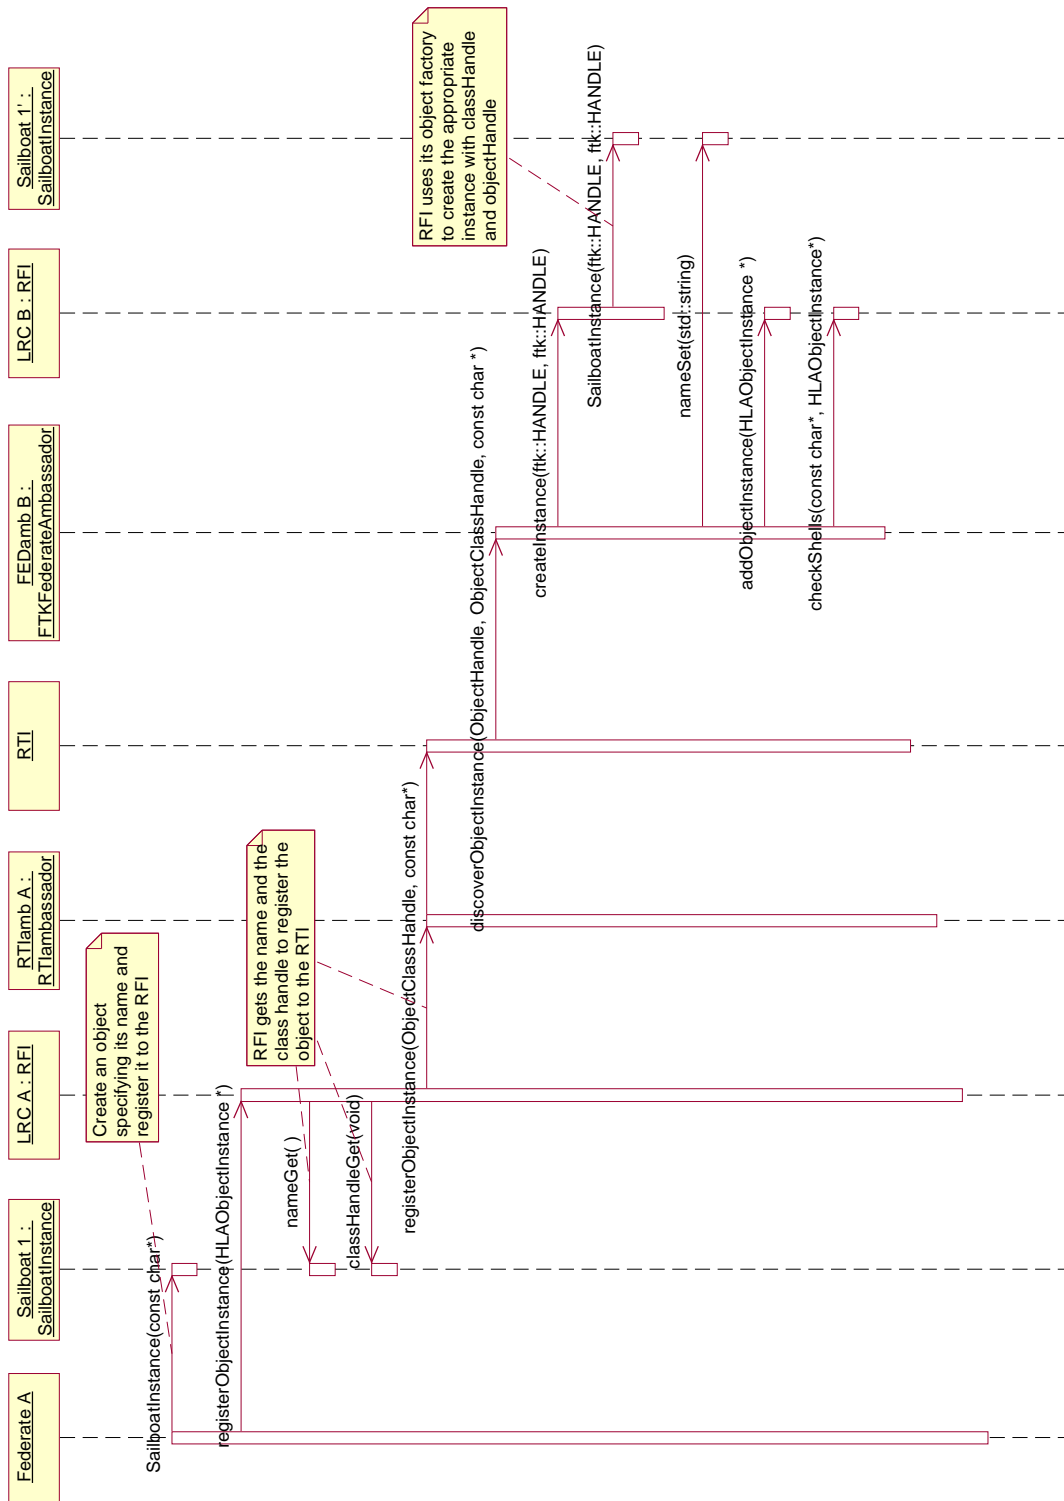 Federate A
Sailboat 1 :
SailboatInstance
LRC A : RFI
RTIamb A :
RTIambassador
RTI
FEDamb B :
FTKFederateAmbassador
LRC B : RFI
Sailboat 1' :
SailboatInstance
Create an object
specifying its name and
register it to the RFI
SailboatInstance(const char*)
registerObjectInstance(HLAObjectInstance *)
RFI gets the name and the
class handle to register the
object to the RTI
nameGet( )
classHandleGet(void)
registerObjectInstance(ObjectClassHandle, const char*)
discoverObjectInstance(ObjectHandle, ObjectClassHandle, const char *)
RFI uses its object factory
to create the appropriate
instance with classHandle
and objectHandle
createInstance(ftk::HANDLE, ftk::HANDLE)
SailboatInstance(ftk::HANDLE, ftk::HANDLE)
nameSet(std::string)
addObjectInstance(HLAObjectInstance *)
checkShells(const char*, HLAObjectInstance*)